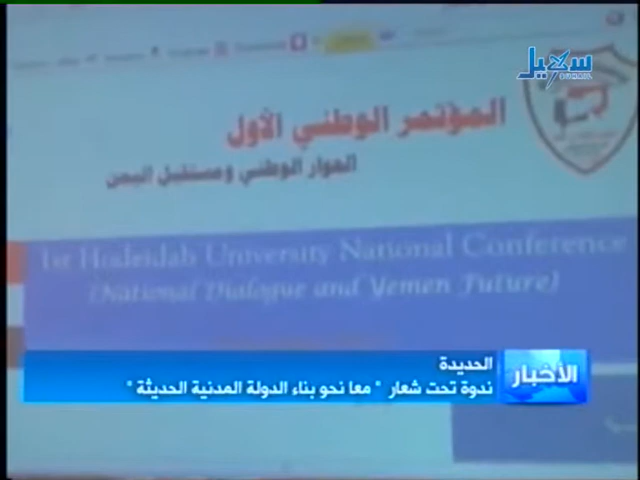 سهيل
SUHAIL
المؤتمر الوطني الأول
الحوار الوطني ومستقبل اليمن
1st Hodeidah University National Conference
(National Dialogue and Yemen Future)
الحديدة
الأخبار
ندوة تحت شعار " معا نحو بناء الدولة المدنية الحديثة "